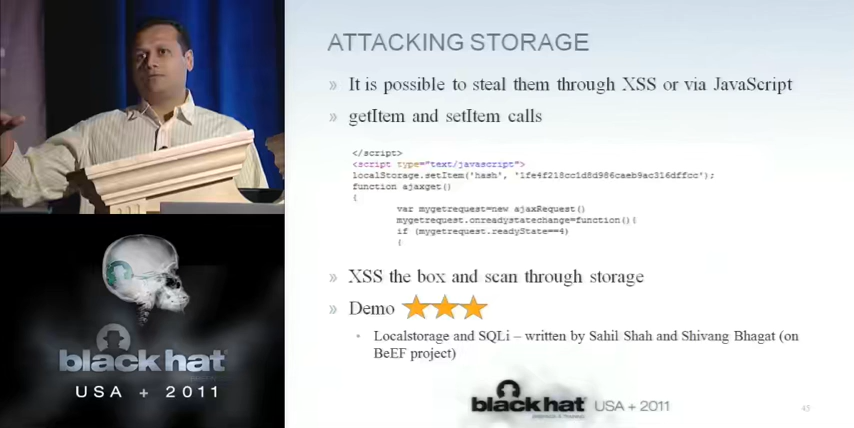 ATTACKING STORAGE
» It is possible to steal them through XSS or via JavaScript
» getItem and setItem calls
</script>
<script type="text/javascript">
localStorage.setItem('hash', '1fe4f218cc1d8d986caeb9ac316dffcc');
function ajaxget()
{
var mygetrequest=new ajaxRequest()
mygetrequest.onreadystatechange=function(){
if (mygetrequest.readyState==4)
{
» XSS the box and scan through storage
» Demo
• Localstorage and SQLi – written by Sahil Shah and Shivang Bhagat (on
BeEF project)
black hat
USA + 2011
black hat USA + 2011
45